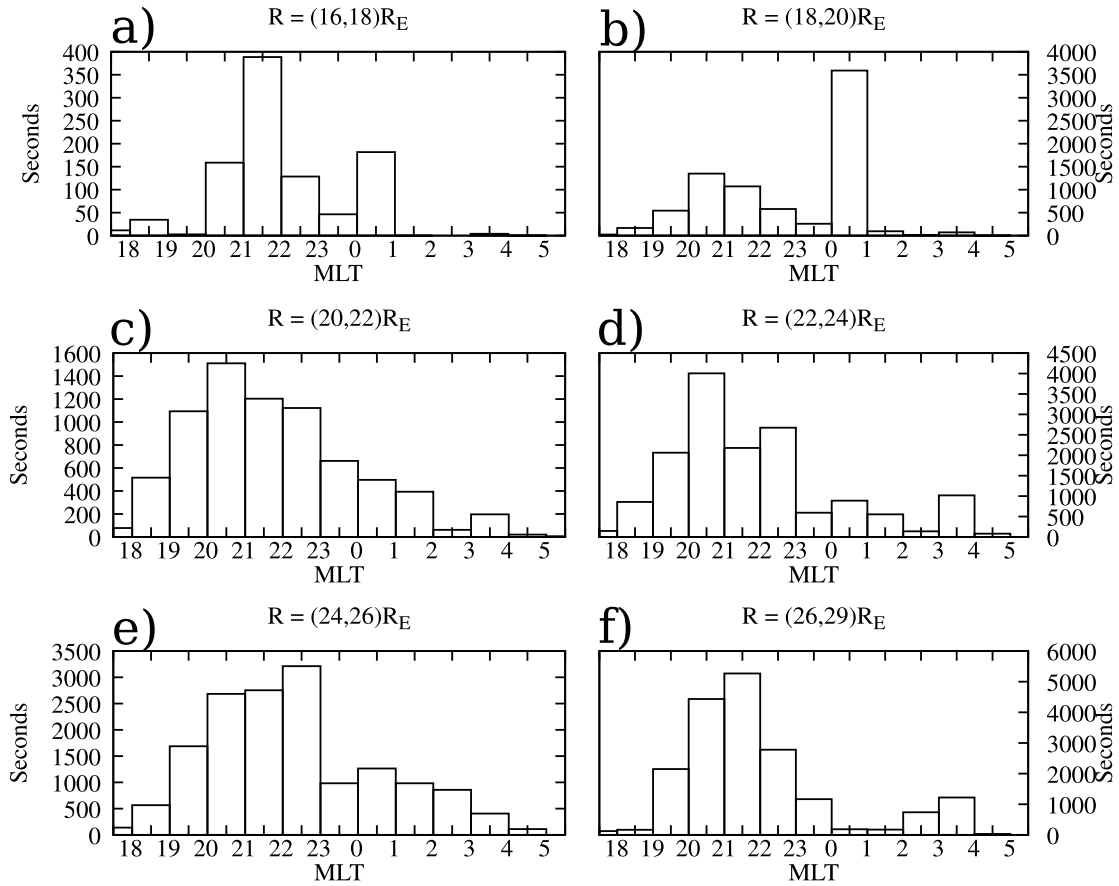 a)
R = (16,18)R_E
Seconds
400
350
300
250
200
150
100
50
0
18 19 20 21 22 23 0 1 2 3 4 5
MLT
b)
R = (18,20)R_E
4000
3500
3000
2500
2000
1500
1000
500
0
Seconds
18 19 20 21 22 23 0 1 2 3 4 5
MLT
c)
R = (20,22)R_E
Seconds
1600
1400
1200
1000
800
600
400
200
0
18 19 20 21 22 23 0 1 2 3 4 5
MLT
d)
R = (22,24)R_E
4500
4000
3500
3000
2500
2000
1500
1000
500
0
Seconds
18 19 20 21 22 23 0 1 2 3 4 5
MLT
e)
R = (24,26)R_E
Seconds
3500
3000
2500
2000
1500
1000
500
0
18 19 20 21 22 23 0 1 2 3 4 5
MLT
f)
R = (26,29)R_E
6000
5000
4000
3000
2000
1000
0
Seconds
18 19 20 21 22 23 0 1 2 3 4 5
MLT